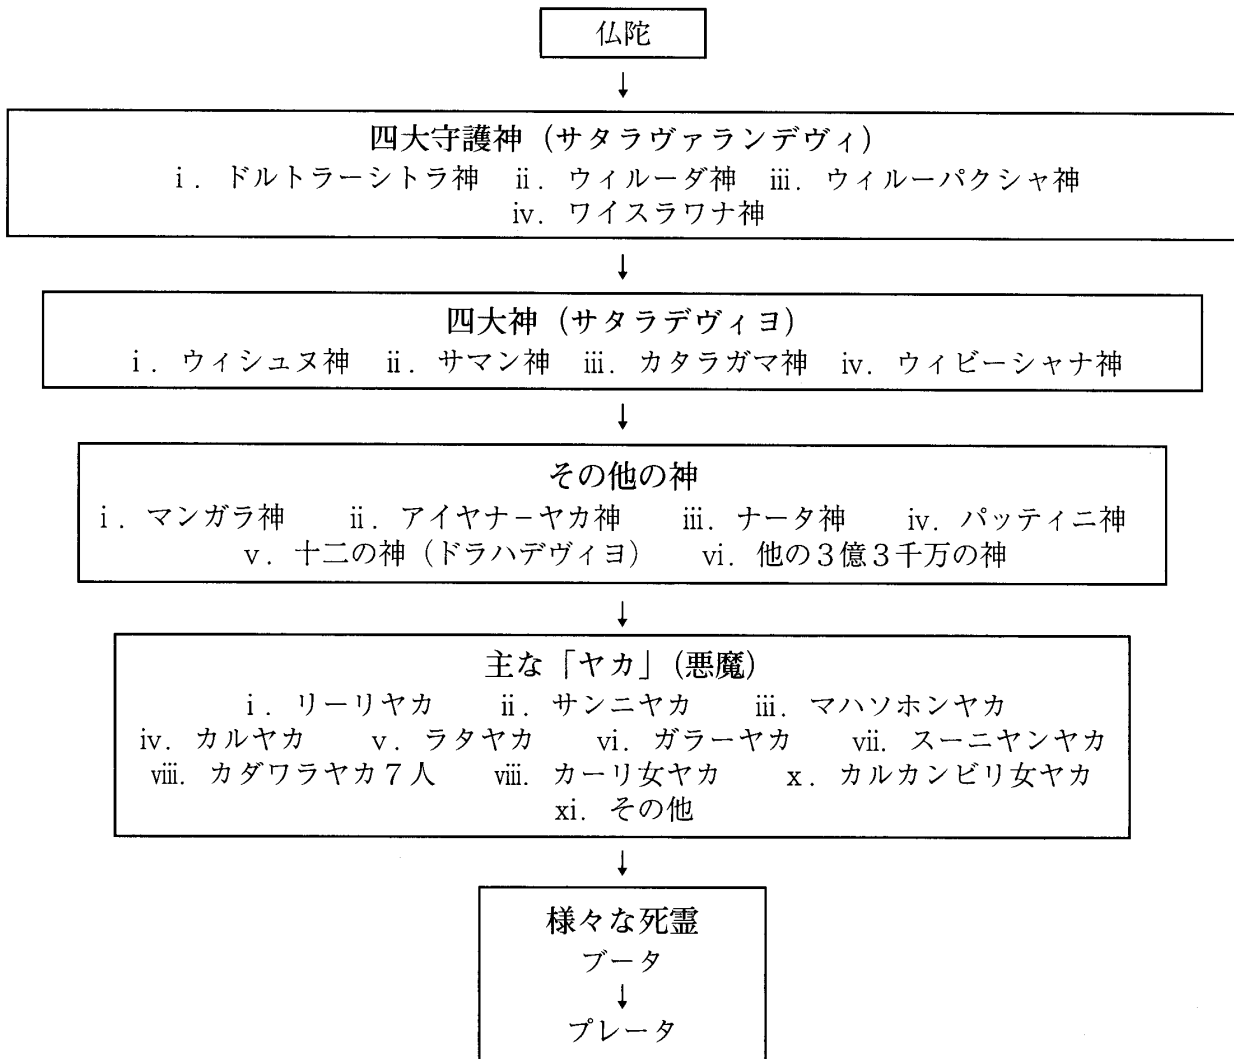 仏陀
↓
四大守護神（サタラヴァランデヴィ）
ⅰ．ドルトラーシトラ神　ⅱ．ウィルーダ神　ⅲ．ウィルーパクシャ神
ⅳ．ワイスラワナ神
↓
四大神（サタラデヴィヨ）
ⅰ．ウィシュヌ神　ⅱ．サマン神　ⅲ．カタラガマ神　ⅳ．ウィビーシャナ神
↓
その他の神
ⅰ．マンガラ神　ⅱ．アイヤナ－ヤカ神　ⅲ．ナータ神　ⅳ．パッティニ神
ⅴ．十二の神（ドラハデヴィヨ）　ⅵ．他の３億３千万の神
↓
主な「ヤカ」（悪魔）
ⅰ．リーリヤカ　ⅱ．サンニヤカ　ⅲ．マハソホンヤカ
ⅳ．カルヤカ　ⅴ．ラタヤカ　ⅵ．ガラーヤカ　ⅶ．スーニヤンヤカ
ⅷ．カダワラヤカ７人　ⅷ．カーリ女ヤカ　ⅹ．カルカンビリ女ヤカ
ⅺ．その他
↓
様々な死霊
ブータ
↓
プレータ